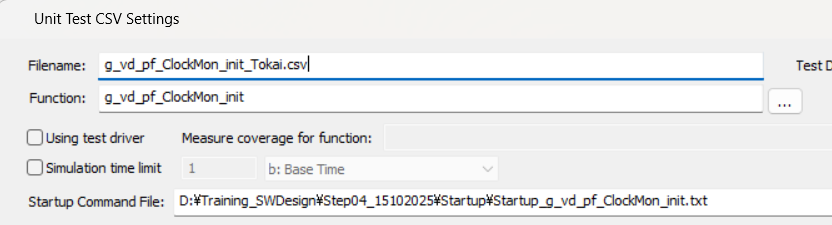 Unit Test CSV Settings
Filename: g_vd_pf_ClockMon_init_Tokai.csv Test D
Function: g_vd_pf_ClockMon_init ...
Using test driver Measure coverage for function:
Simulation time limit 1 b: Base Time
Startup Command File: D:¥Training_SWDesign¥Step04_15102025¥Startup¥Startup_g_vd_pf_ClockMon_init.txt